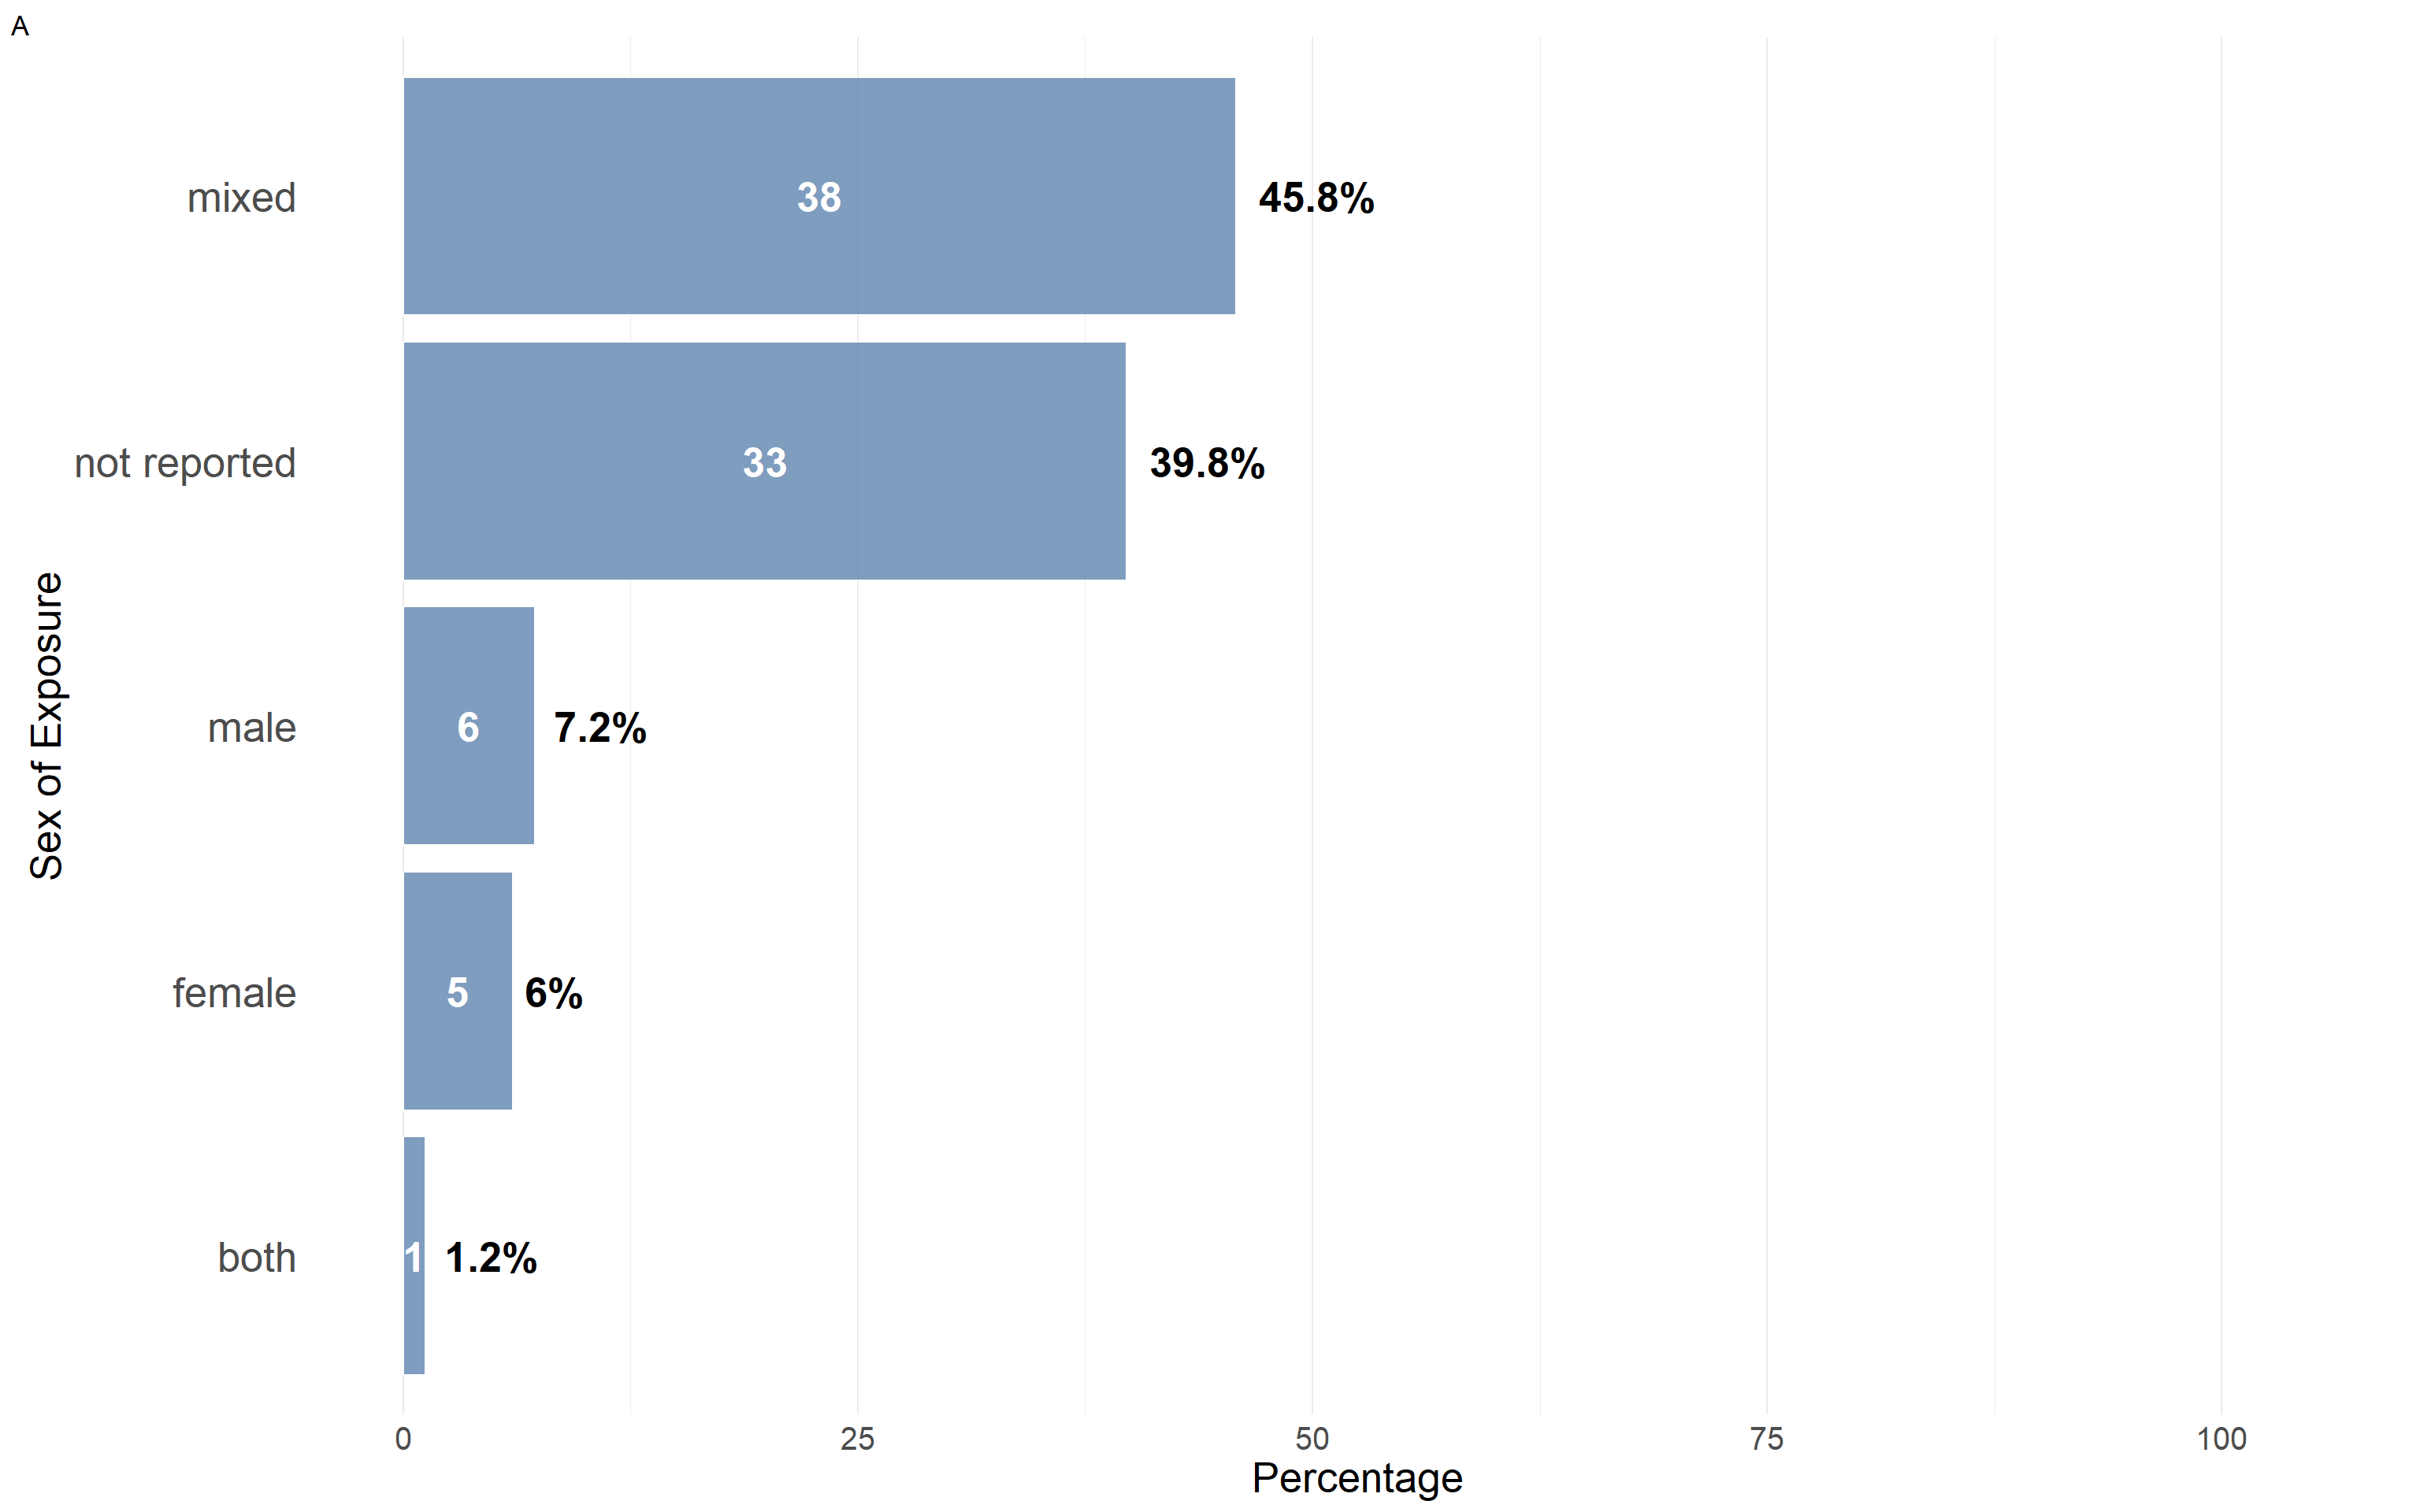 A
mixed
38
45.8%
not reported
33
39.8%
male
6
7.2%
female
5
6%
both
1
1.2%
Sex of Exposure
0 25 50 75 100
Percentage